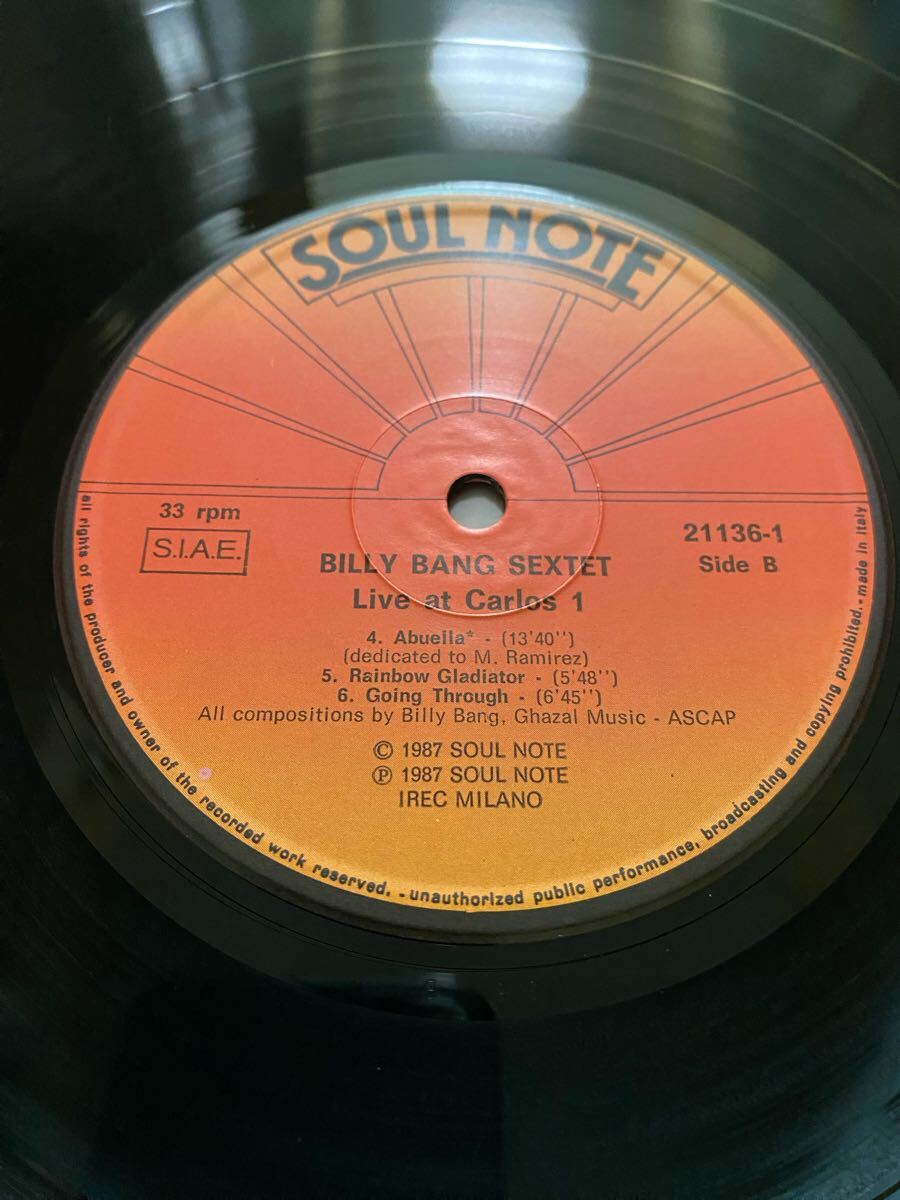 SOUL NOTE
33 rpm
S.I.A.E.
21136-1
Side B
BILLY BANG SEXTET
Live at Carlos 1
4. Abuella* - (13'40'')
(dedicated to M. Ramirez)
5. Rainbow Gladiator - (5'48'')
6. Going Through - (6'45'')
All compositions by Billy Bang, Ghazal Music - ASCAP
© 1987 SOUL NOTE
℗ 1987 SOUL NOTE
IREC MILANO
all rights of the producer and owner of the recorded work reserved. - unauthorized public performance, broadcasting and copying prohibited. - made in Italy